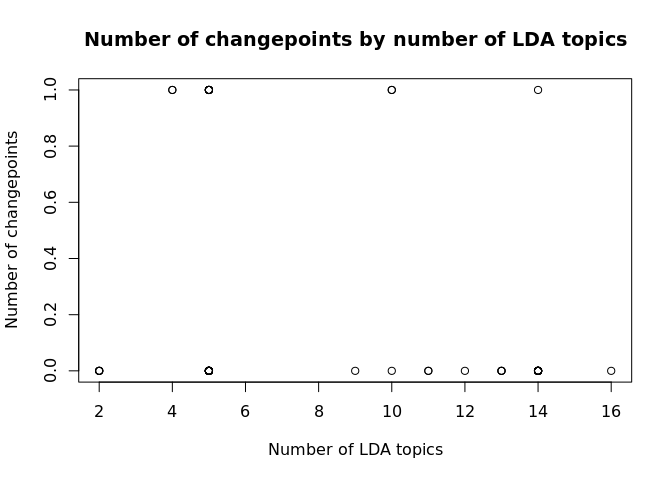 Number of changepoints by number of LDA topics
Number of changepoints
1.0
0.8
0.6
0.4
0.2
0.0
2 4 6 8 10 12 14 16
Number of LDA topics